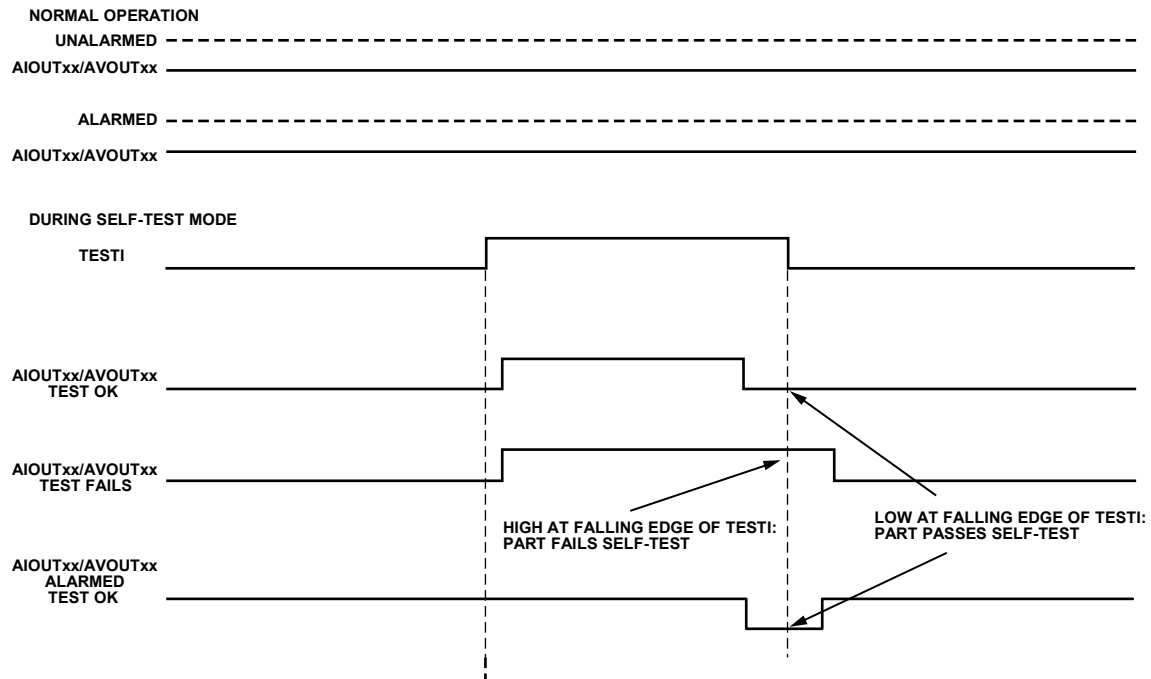 NORMAL OPERATION
UNALARMED
AIOUTxx/AVOUTxx
ALARMED
AIOUTxx/AVOUTxx
DURING SELF-TEST MODE
TESTI
AIOUTxx/AVOUTxx
TEST OK
AIOUTxx/AVOUTxx
TEST FAILS
HIGH AT FALLING EDGE OF TESTI:
PART FAILS SELF-TEST
LOW AT FALLING EDGE OF TESTI:
PART PASSES SELF-TEST
AIOUTxx/AVOUTxx
ALARMED
TEST OK